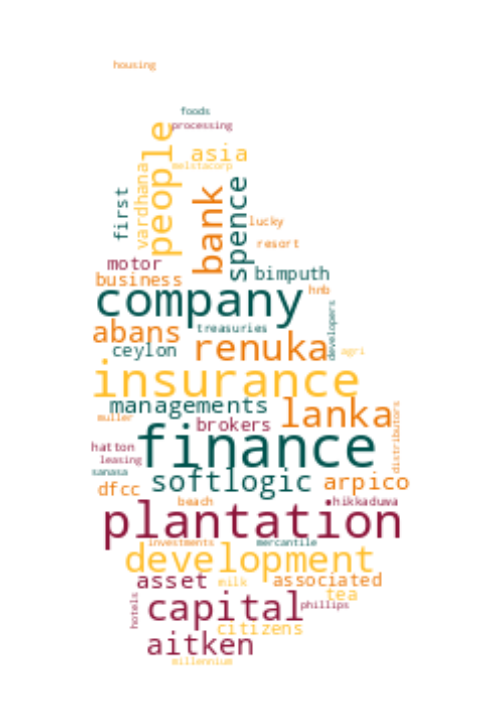 housing
foods
processing
people
asia
melstacorp
vardhana
first
bank
spence
lucky
resort
motor
bimputh
business
hnb
company
developers
abans
treasuries
renuka
ceylon
agri
insurance
managements
lanka
muller
brokers
distributors
finance
hatton
leasing
sanasa
softlogic
arpico
dfcc
beach
hikkaduwa
plantation
investments
mercantile
development
asset
milk
associated
tea
hotels
capital
phillips
citizens
aitken
millennium